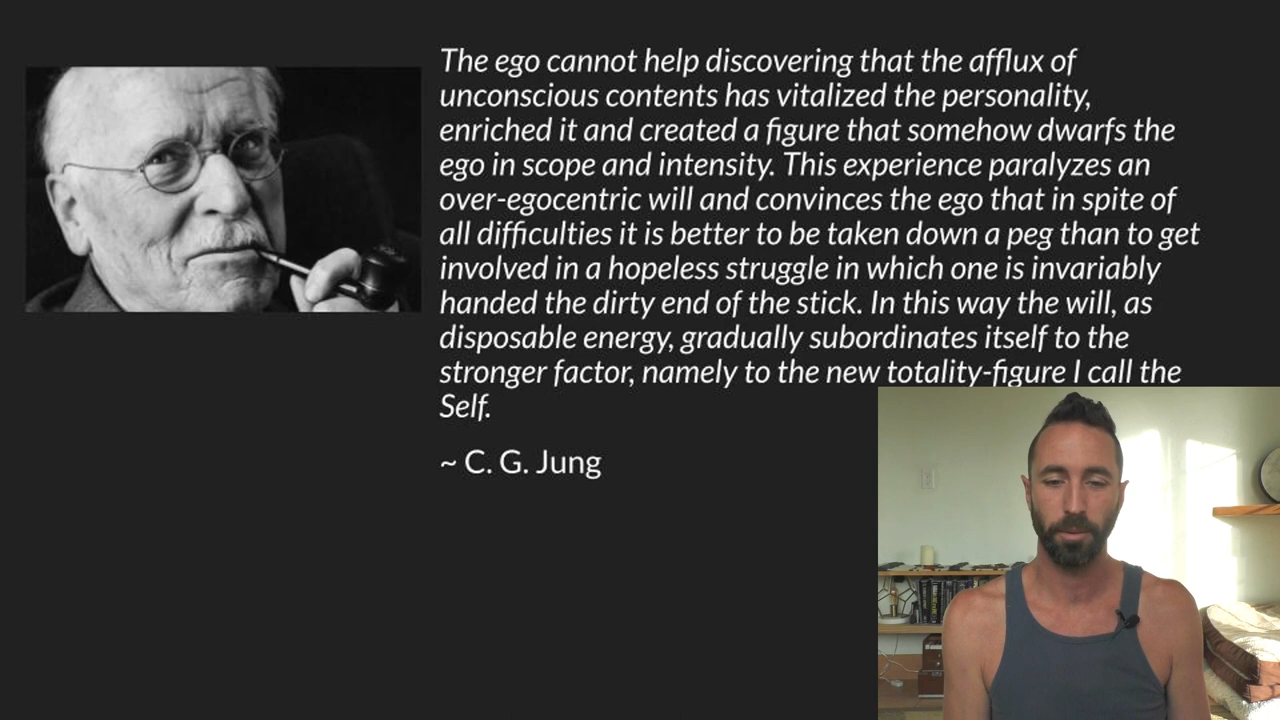 The ego cannot help discovering that the afflux of
unconscious contents has vitalized the personality,
enriched it and created a figure that somehow dwarfs the
ego in scope and intensity. This experience paralyzes an
over-egocentric will and convinces the ego that in spite of
all difficulties it is better to be taken down a peg than to get
involved in a hopeless struggle in which one is invariably
handed the dirty end of the stick. In this way the will, as
disposable energy, gradually subordinates itself to the
stronger factor, namely to the new totality-figure I call the
Self.
~ C. G. Jung